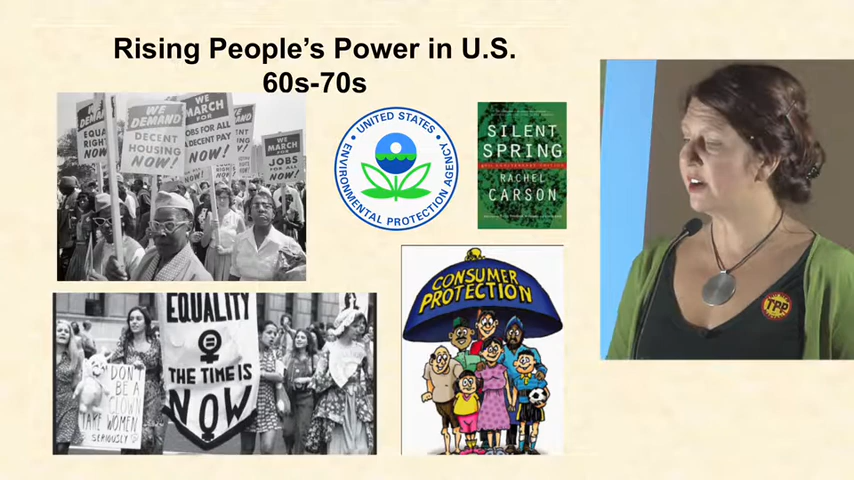 Rising People's Power in U.S.
60s-70s
WE
DEMAND
EQUAL
RIGHTS
NOW!
WE
DEMAND
DECENT
HOUSING
NOW!
WE
MARCH
FOR
JOBS FOR ALL
A DECENT PAY
NOW!
WE
MARCH
FOR
JOBS
FOR ALL
NOW!
UNITED STATES
ENVIRONMENTAL PROTECTION AGENCY
SILENT
SPRING
RACHEL
CARSON
EQUALITY
THE TIME IS
NOW
DON'T
BE A
CLOWN
TAKE WOMEN
SERIOUSLY
CONSUMER
PROTECTION
TPP